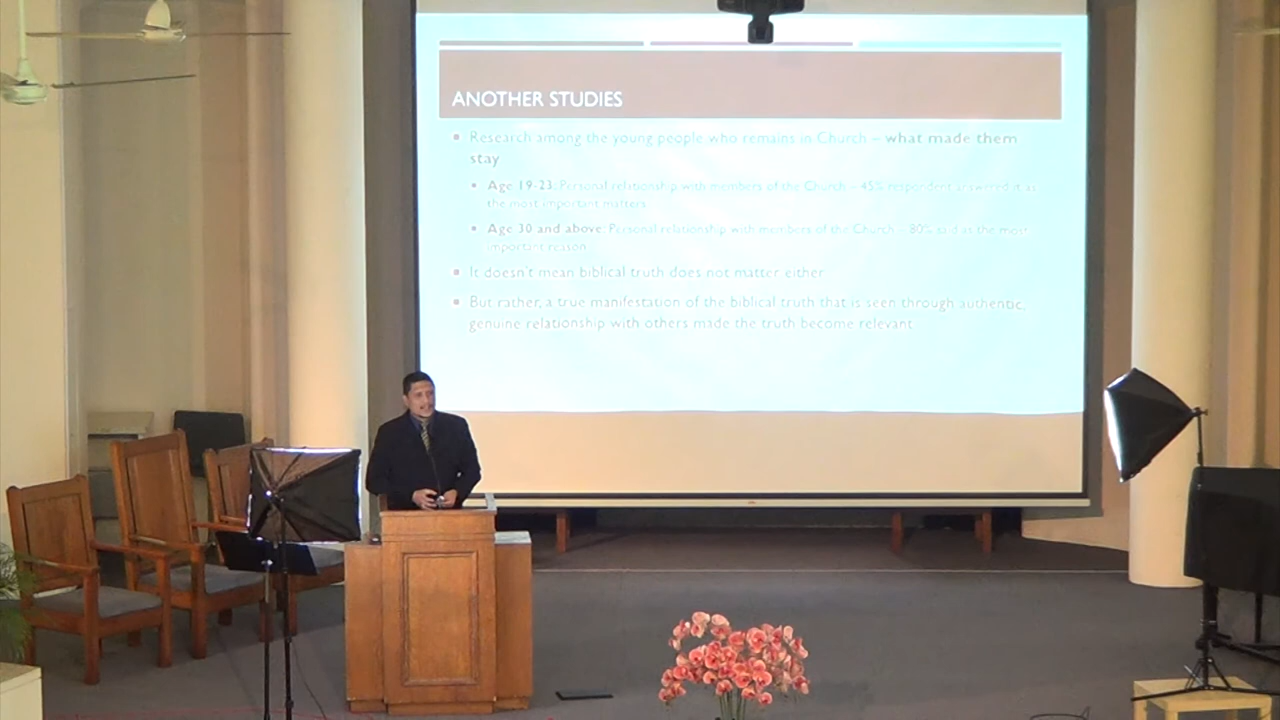 ANOTHER STUDIES
Research among the young people who remains in Church – what made them
stay
Age 19-23: Personal relationship with members of the Church – 45% respondent answered it as
the most important matters
Age 30 and above: Personal relationship with members of the Church – 80% said as the most
important reason
It doesn't mean biblical truth does not matter either
But rather, a true manifestation of the biblical truth that is seen through authentic,
genuine relationship with others made the truth become relevant